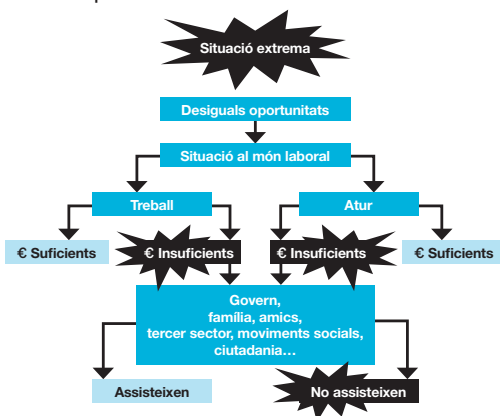 Situació extrema
Desiguals oportunitats
Situació al món laboral
Treball
Atur
€ Suficients
€ Insuficients
€ Insuficients
€ Suficients
Govern,
família, amics,
tercer sector, moviments socials,
ciutadania…
Assisteixen
No assisteixen